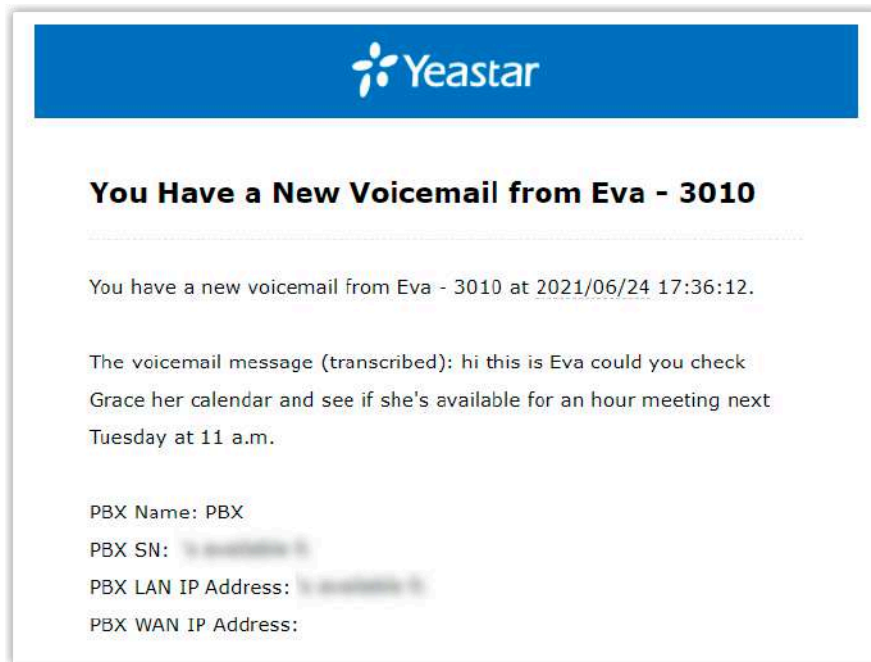 Yeastar
You Have a New Voicemail from Eva - 3010
You have a new voicemail from Eva - 3010 at 2021/06/24 17:36:12.
The voicemail message (transcribed): hi this is Eva could you check
Grace her calendar and see if she's available for an hour meeting next
Tuesday at 11 a.m.
PBX Name: PBX
PBX SN:
PBX LAN IP Address:
PBX WAN IP Address: